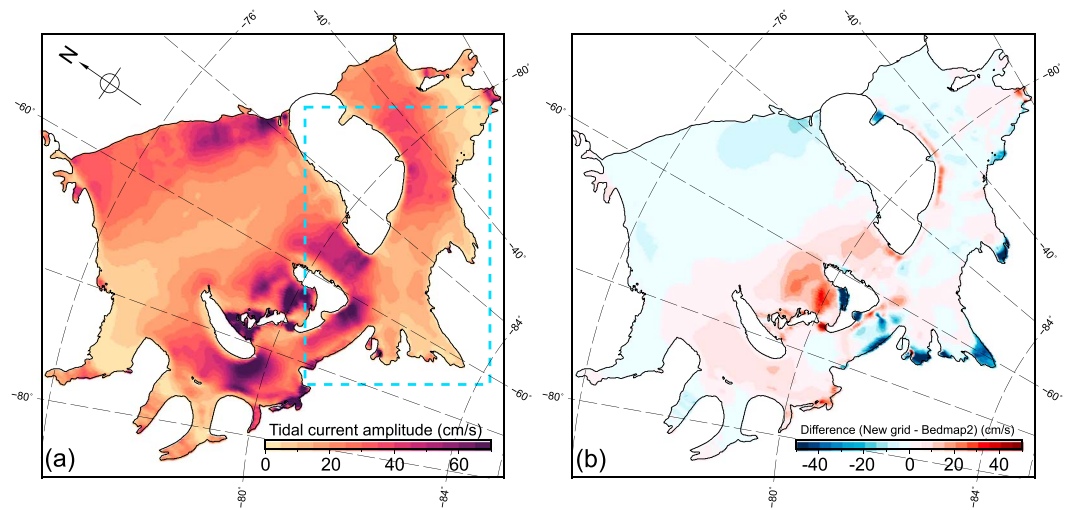 −76˚
−40˚
−80˚
−60˚
N
−40˚
−84˚
−60˚
−80˚
Tidal current amplitude (cm/s)
0 20 40 60
(a)
−80˚
−84˚
−76˚
−40˚
−80˚
−60˚
−40˚
−84˚
−60˚
−80˚
Difference (New grid - Bedmap2) (cm/s)
−40 −20 0 20 40
(b)
−80˚
−84˚